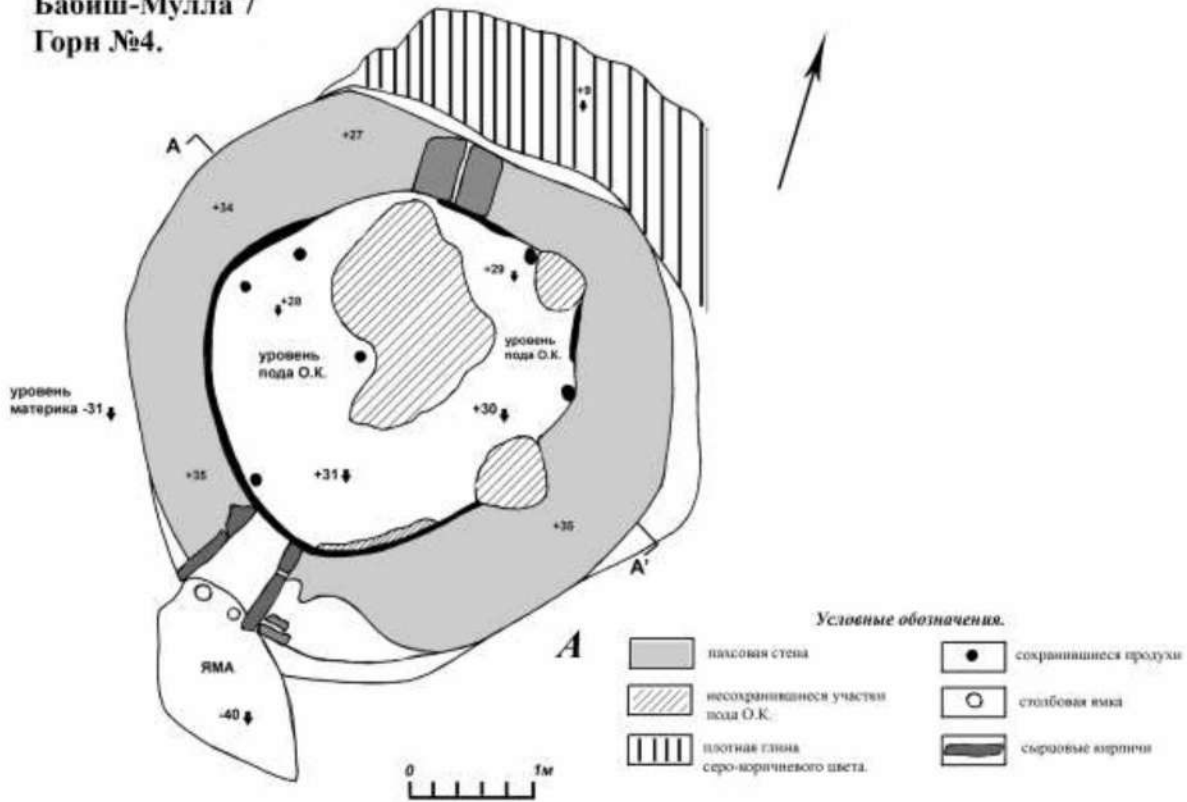 Бабиш-Мулла 7
Горн №4.
+9
+27
А
+34
+29
+28
уровень
пода О.К.
уровень
пода О.К.
уровень
материка -31
+30
+31
+35
+35
А'
ЯМА
-40
А
0 1м
Условные обозначения.
пахсовая стена
сохранившиеся продухи
несохранившиеся участки
пода О.К.
столбовая ямка
плотная глина
серо-коричневого цвета.
сырцовые кирпичи